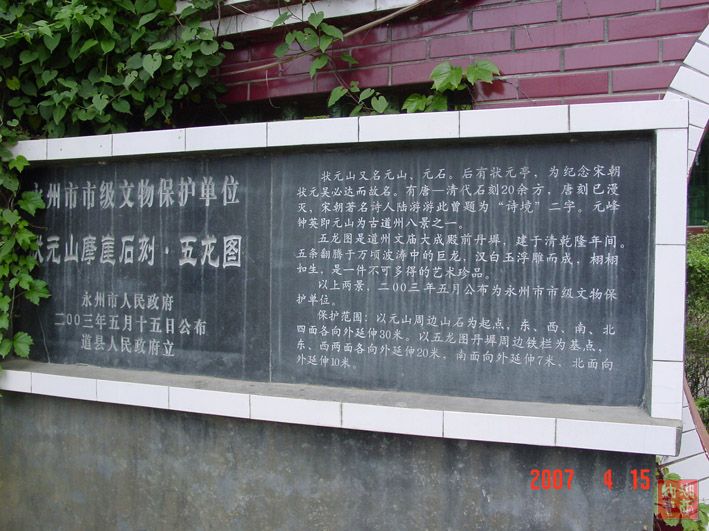 永州市市级文物保护单位
状元山摩崖石刻·五龙图
永州市人民政府
二00三年五月十五日公布
道县人民政府立
状元山又名元山、元石。后有状元亭，为纪念宋朝
状元吴必达而故名。有唐—清代石刻20余方，唐刻已漫
灭，宋朝著名诗人陆游游此曾题为“诗境”二字。元峰
钟英即元山为古道州八景之一。
五龙图是道州文庙大成殿前丹墀，建于清乾隆年间。
五条翻腾于万顷波涛中的巨龙，汉白玉浮雕而成，栩栩
如生，是一件不可多得的艺术珍品。
以上两景，二00三年五月公布为永州市市级文物保
护单位。
保护范围：以元山周边山石为起点，东、西、南、北
四面各向外延伸30米。以五龙图丹墀周边铁栏为基点，
东、西两面各向外延伸20米，南面向外延伸7米，北面向
外延伸10米。
2007 4 15